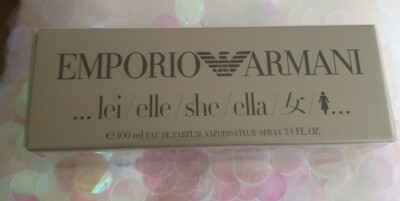 EMPORIO ARMANI
...lei/elle/she/ella/女/...
℮ 100 ml EAU DE PARFUM VAPORISATEUR SPRAY 3.4 FL.OZ.